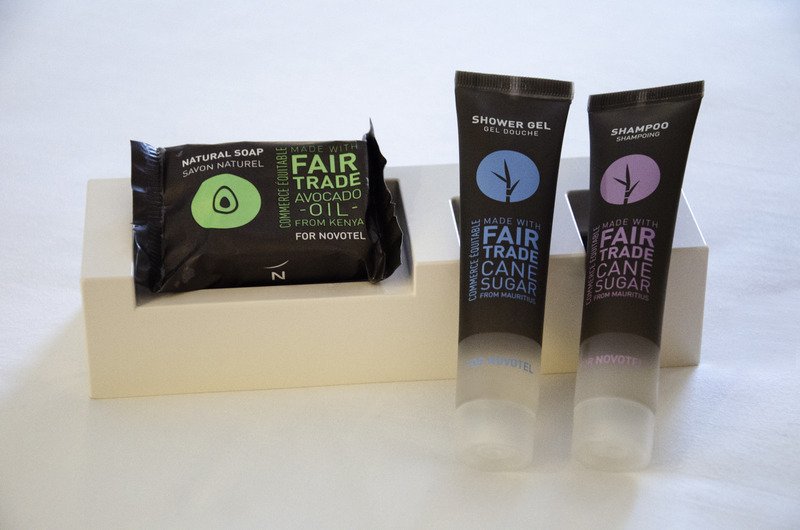 NATURAL SOAP
SAVON NATUREL
COMMERCE ÉQUITABLE
MADE WITH
FAIR
TRADE
AVOCADO
-OIL-
FROM KENYA
FOR NOVOTEL
N
SHOWER GEL
GEL DOUCHE
COMMERCE ÉQUITABLE
MADE WITH
FAIR
TRADE
CANE
SUGAR
FROM MAURITIUS
NOVOTEL
SHAMPOO
SHAMPOING
COMMERCE ÉQUITABLE
MADE WITH
FAIR
TRADE
CANE
SUGAR
FROM MAURITIUS
NOVOTEL